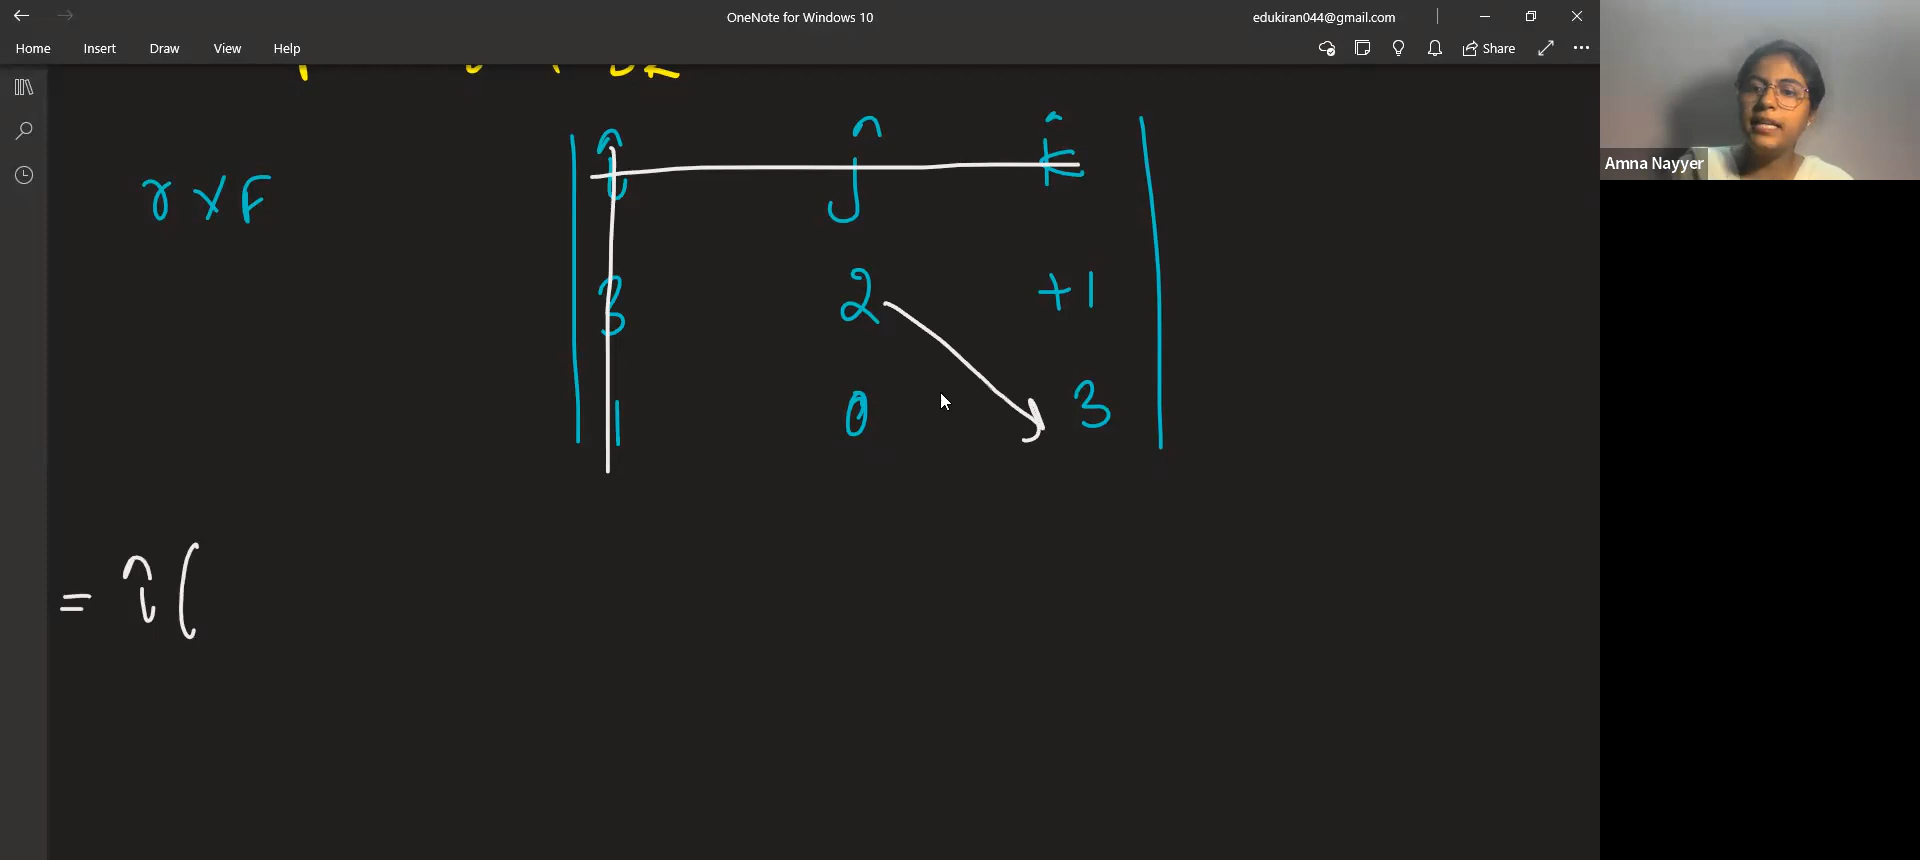 OneNote for Windows 10
edukiran044@gmail.com
Home Insert Draw View Help
Share
Amna Nayyer
î ĵ k̂
r × F
3 2 +1
1 0 3
= î (